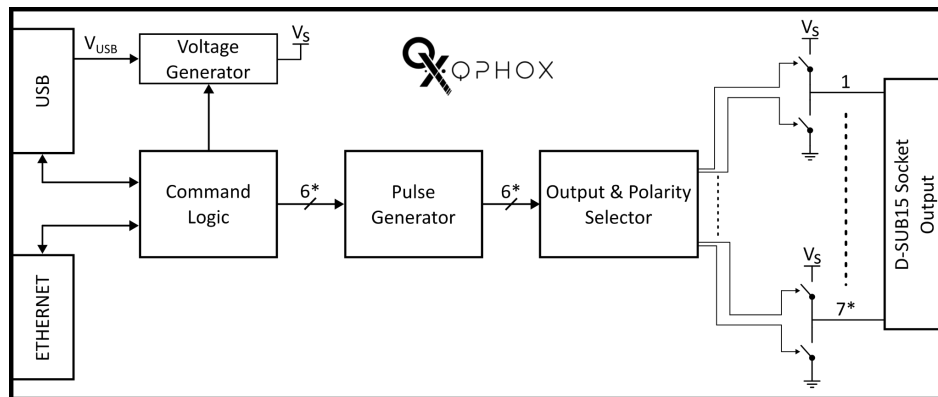 USB
V_USB
Voltage
Generator
V_S
QX QPHOX
V_S
1
Command
Logic
6*
Pulse
Generator
6*
Output & Polarity
Selector
D-SUB15 Socket
Output
ETHERNET
V_S
7*